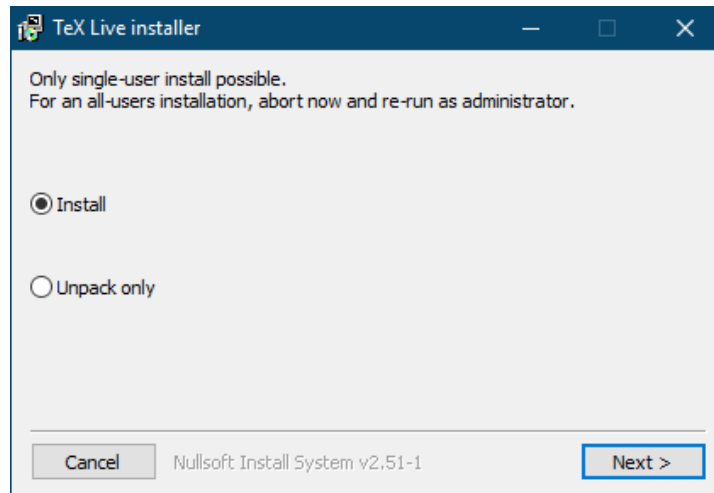 TeX Live installer
Only single-user install possible.
For an all-users installation, abort now and re-run as administrator.
Install
Unpack only
Cancel
Nullsoft Install System v2.51-1
Next >